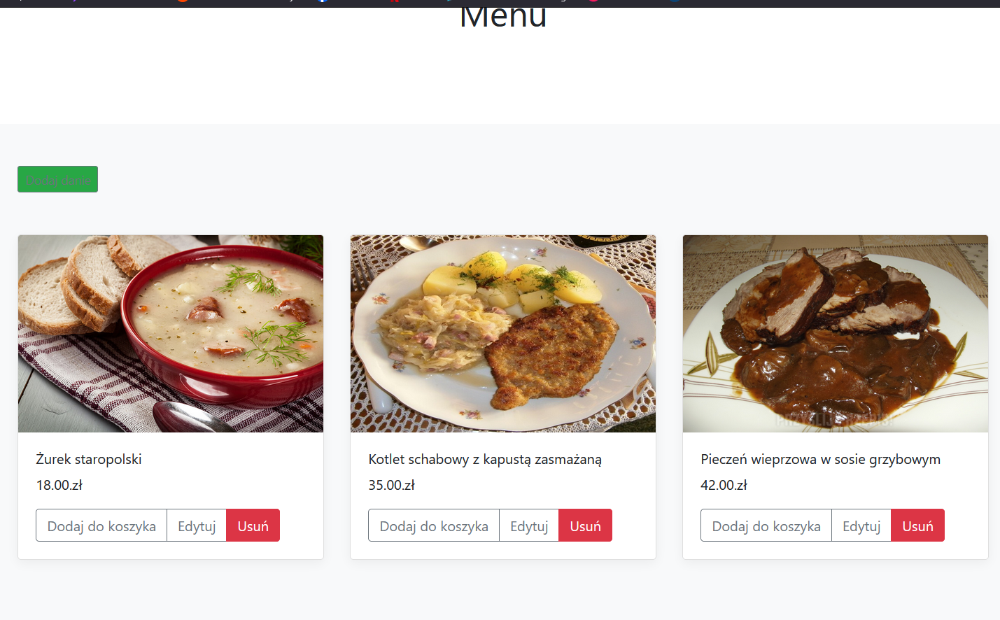 Menu
Dodaj danie
Żurek staropolski
18.00.zł
Dodaj do koszyka Edytuj Usuń
Kotlet schabowy z kapustą zasmażaną
35.00.zł
Dodaj do koszyka Edytuj Usuń
Pieczeń wieprzowa w sosie grzybowym
42.00.zł
Dodaj do koszyka Edytuj Usuń